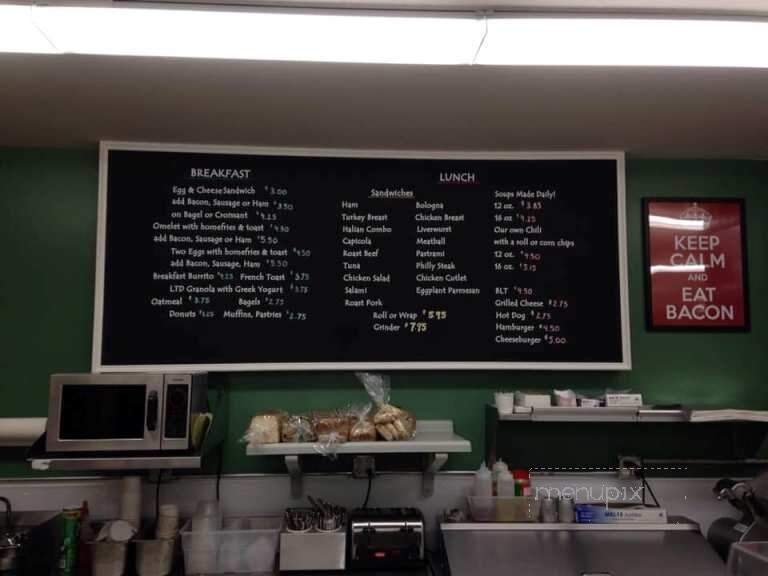 BREAKFAST
Egg & Cheese Sandwich $3.00
add Bacon, Sausage or Ham $3.50
on Bagel or Croissant $4.25
Omelet with homefries & toast $4.50
add Bacon, Sausage or Ham $5.50
Two Eggs with homefries & toast $4.50
add Bacon, Sausage, Ham $5.50
Breakfast Burrito $4.25 French Toast $3.75
LTD Granola with Greek Yogurt $3.75
Oatmeal $3.75 Bagels $2.75
Donuts $1.25 Muffins, Pastries $2.75
LUNCH
Sandwiches
Ham Bologna
Turkey Breast Chicken Breast
Italian Combo Liverwurst
Capicola Meatball
Roast Beef Pastrami
Tuna Philly Steak
Chicken Salad Chicken Cutlet
Salami Eggplant Parmesan
Roast Pork
Roll or Wrap $5.95
Grinder $7.95
Soups Made Daily!
12 oz. $3.85
16 oz $4.25
Our own Chili
with a roll or corn chips
12 oz. $4.50
16 oz. $5.15
BLT $4.50
Grilled Cheese $2.75
Hot Dog $2.75
Hamburger $4.50
Cheeseburger $5.00
KEEP
CALM
AND
EAT
BACON
menupix